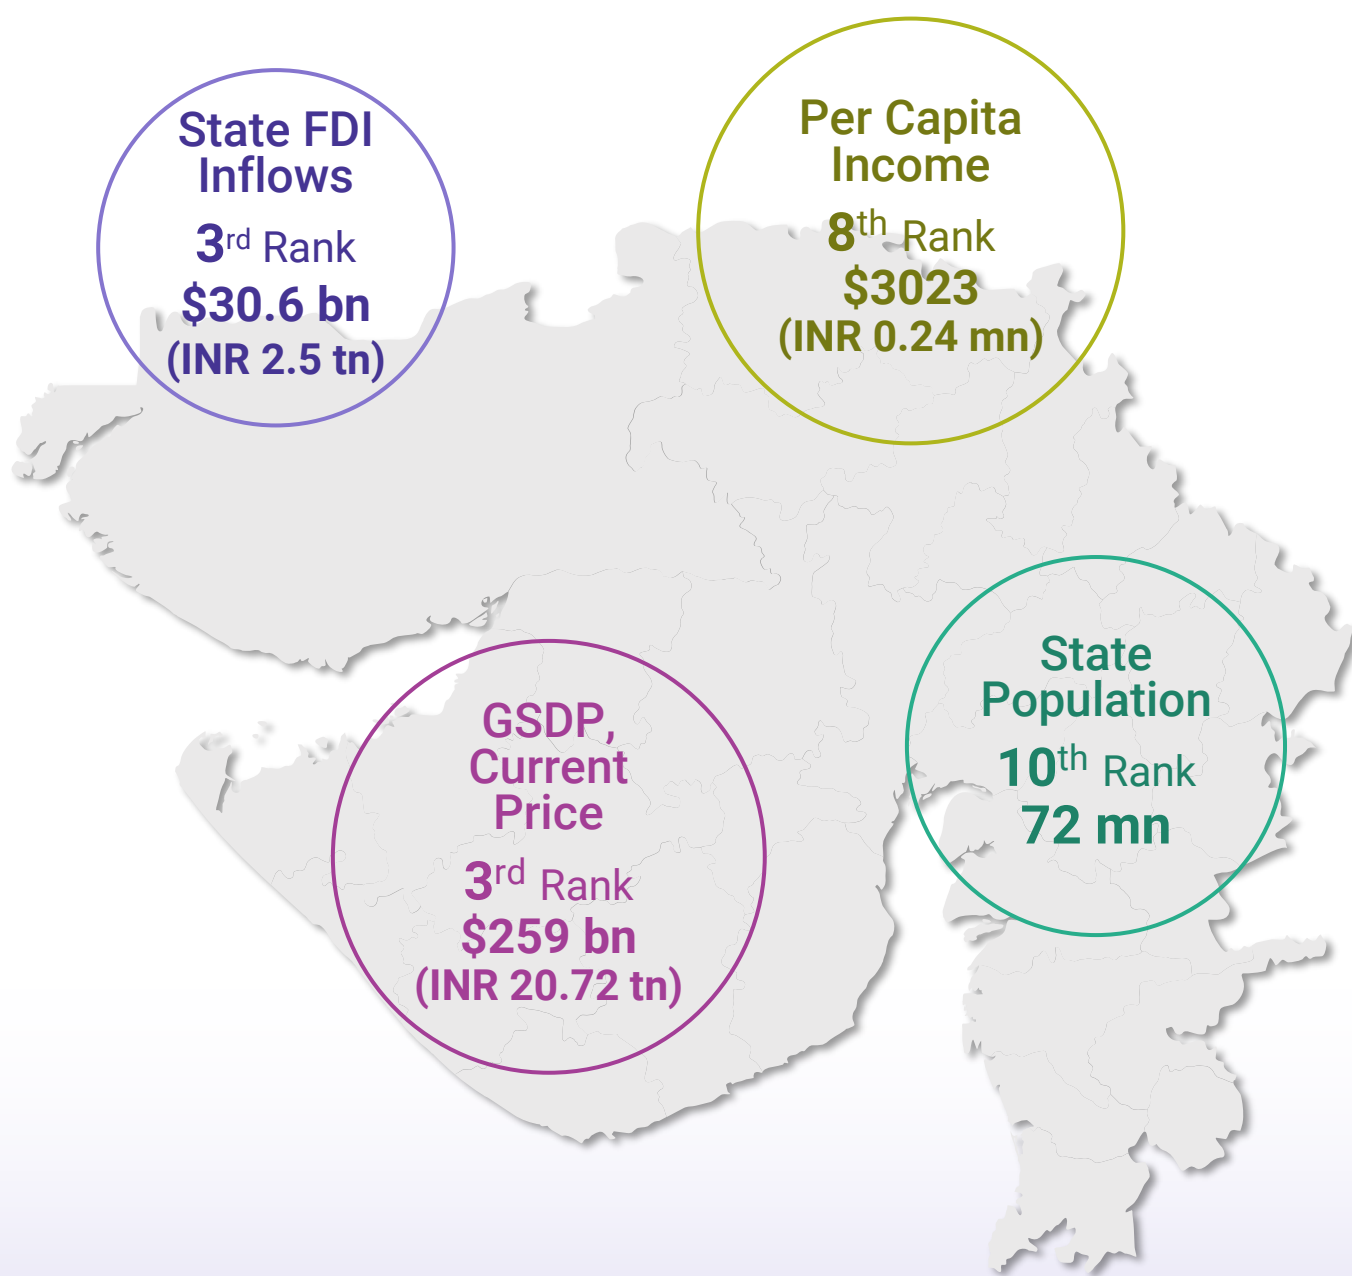 State FDI
Inflows
3rd Rank
$30.6 bn
(INR 2.5 tn)
Per Capita
Income
8th Rank
$3023
(INR 0.24 mn)
GSDP,
Current
Price
3rd Rank
$259 bn
(INR 20.72 tn)
State
Population
10th Rank
72 mn